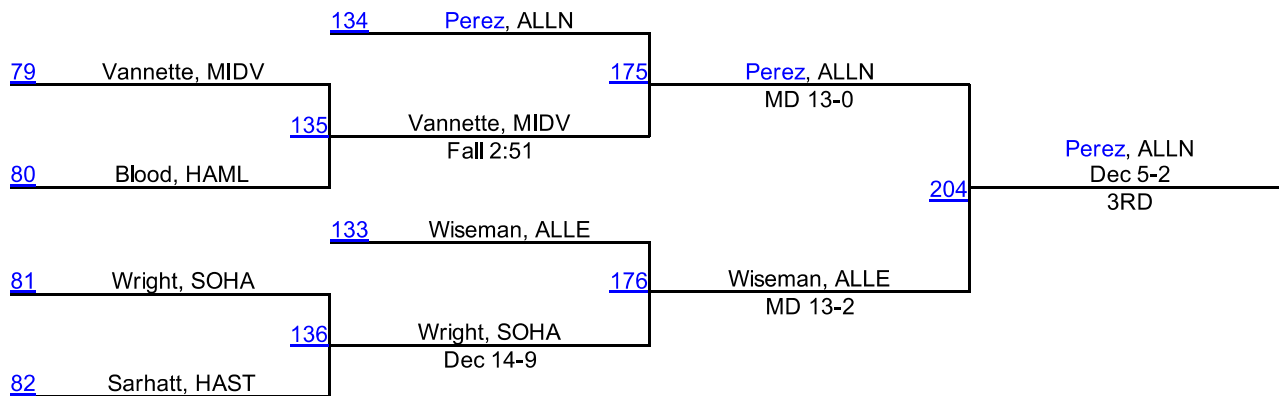 134 Perez, ALLN
79 Vannette, MIDV
175 Perez, ALLN
MD 13-0
135 Vannette, MIDV
Fall 2:51
80 Blood, HAML
Perez, ALLN
Dec 5-2
204
3RD
133 Wiseman, ALLE
81 Wright, SOHA
176 Wiseman, ALLE
MD 13-2
136 Wright, SOHA
Dec 14-9
82 Sarhatt, HAST